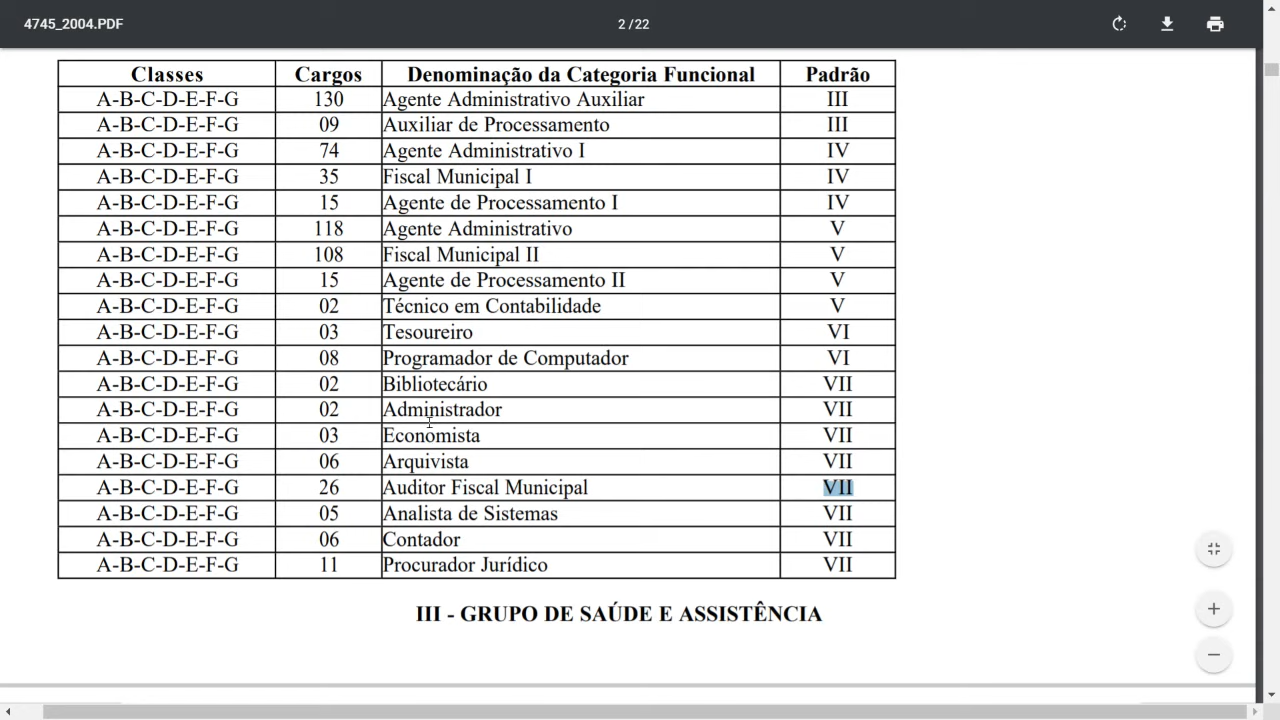 4745_2004.PDF 2 / 22
Classes Cargos Denominação da Categoria Funcional Padrão
A-B-C-D-E-F-G 130 Agente Administrativo Auxiliar III
A-B-C-D-E-F-G 09 Auxiliar de Processamento III
A-B-C-D-E-F-G 74 Agente Administrativo I IV
A-B-C-D-E-F-G 35 Fiscal Municipal I IV
A-B-C-D-E-F-G 15 Agente de Processamento I IV
A-B-C-D-E-F-G 118 Agente Administrativo V
A-B-C-D-E-F-G 108 Fiscal Municipal II V
A-B-C-D-E-F-G 15 Agente de Processamento II V
A-B-C-D-E-F-G 02 Técnico em Contabilidade V
A-B-C-D-E-F-G 03 Tesoureiro VI
A-B-C-D-E-F-G 08 Programador de Computador VI
A-B-C-D-E-F-G 02 Bibliotecário VII
A-B-C-D-E-F-G 02 Administrador VII
A-B-C-D-E-F-G 03 Economista VII
A-B-C-D-E-F-G 06 Arquivista VII
A-B-C-D-E-F-G 26 Auditor Fiscal Municipal VII
A-B-C-D-E-F-G 05 Analista de Sistemas VII
A-B-C-D-E-F-G 06 Contador VII
A-B-C-D-E-F-G 11 Procurador Jurídico VII
III - GRUPO DE SAÚDE E ASSISTÊNCIA